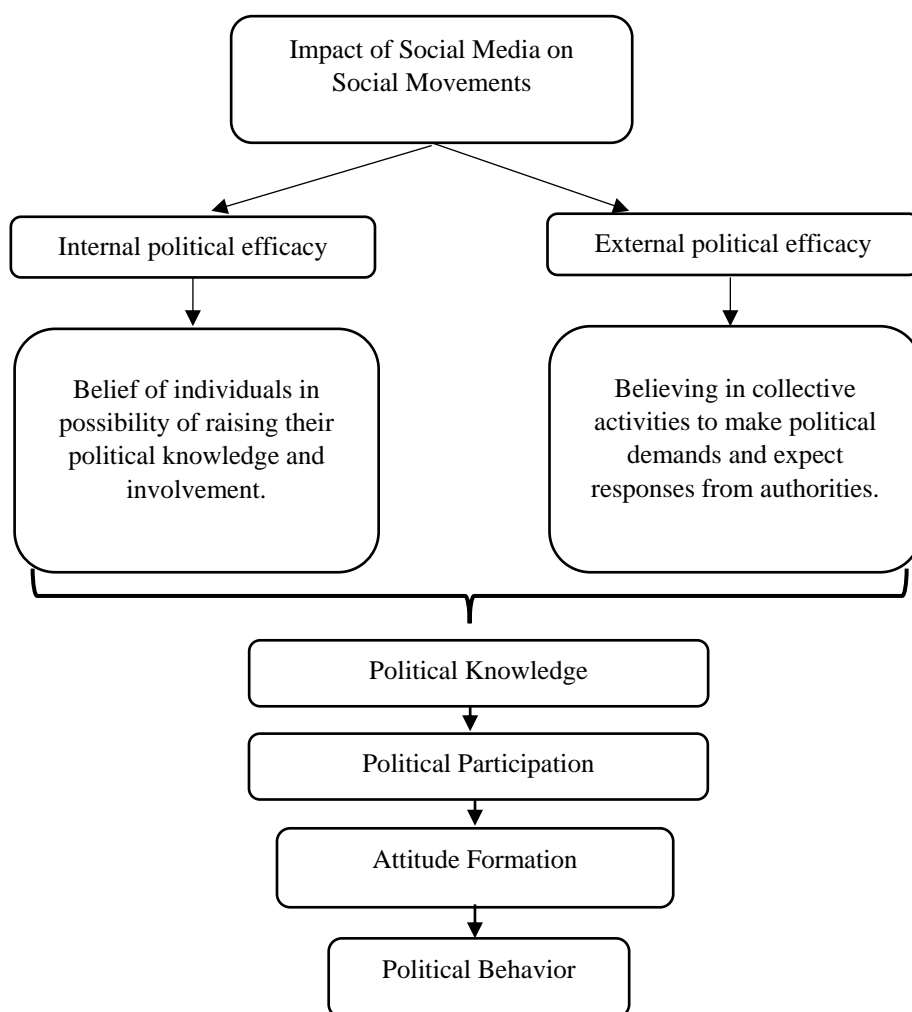 Impact of Social Media on
Social Movements
Internal political efficacy
External political efficacy
Belief of individuals in
possibility of raising their
political knowledge and
involvement.
Believing in collective
activities to make political
demands and expect
responses from authorities.
Political Knowledge
Political Participation
Attitude Formation
Political Behavior